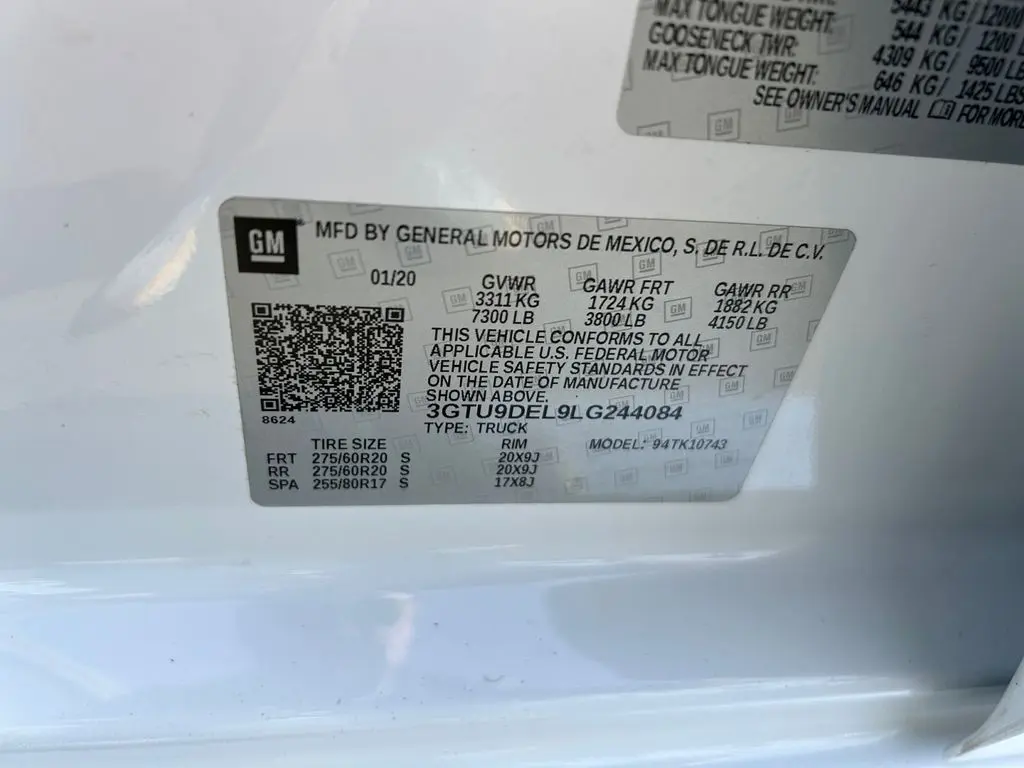 MAX TONGUE WEIGHT:
GOOSENECK TWR:
MAX TONGUE WEIGHT:
5443 KG/12000
544 KG/ 1200
4309 KG/ 9500 LB
646 KG/ 1425 LBS
SEE OWNER'S MANUAL FOR MORE
GM
MFD BY GENERAL MOTORS DE MEXICO, S. DE R.L. DE C.V.
01/20
GVWR GAWR FRT GAWR RR
3311 KG 1724 KG 1882 KG
7300 LB 3800 LB 4150 LB
THIS VEHICLE CONFORMS TO ALL
APPLICABLE U.S. FEDERAL MOTOR
VEHICLE SAFETY STANDARDS IN EFFECT
ON THE DATE OF MANUFACTURE
SHOWN ABOVE.
3GTU9DEL9LG244084
TYPE: TRUCK
8624
TIRE SIZE RIM MODEL: 94TK10743
FRT 275/60R20 S 20X9J
RR 275/60R20 S 20X9J
SPA 255/80R17 S 17X8J